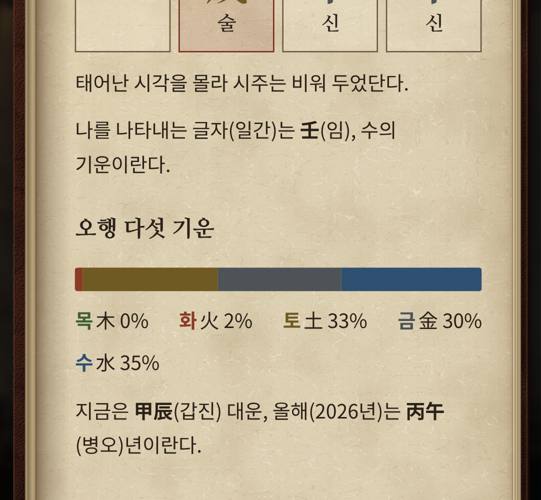 술 신 신
태어난 시각을 몰라 시주는 비워 두었단다.
나를 나타내는 글자(일간)는 壬(임), 수의
기운이란다.
오행 다섯 기운
목木 0% 화火 2% 토土 33% 금金 30%
수水 35%
지금은 甲辰(갑진) 대운, 올해(2026년)는 丙午
(병오)년이란다.